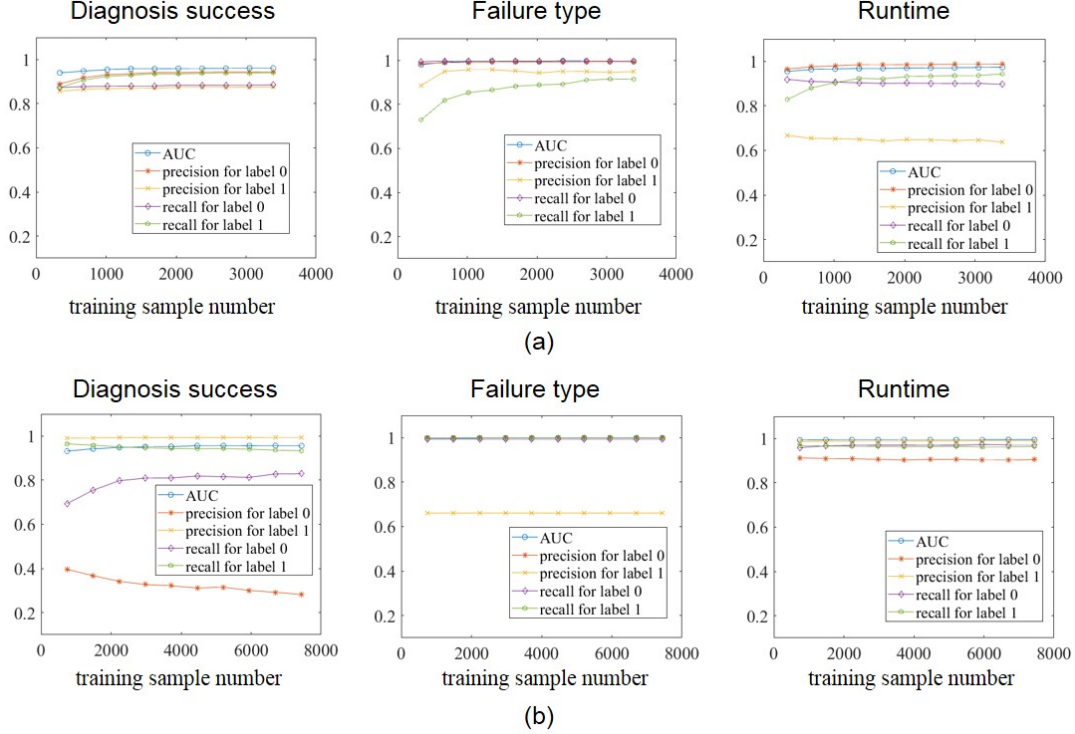 Diagnosis success
Failure type
Runtime
1
0.8
0.6
0.4
0.2
0 1000 2000 3000 4000
AUC
precision for label 0
precision for label 1
recall for label 0
recall for label 1
training sample number
1
0.8
0.6
0.4
0.2
0 1000 2000 3000 4000
AUC
precision for label 0
precision for label 1
recall for label 0
recall for label 1
training sample number
1
0.8
0.6
0.4
0.2
0 1000 2000 3000 4000
AUC
precision for label 0
precision for label 1
recall for label 0
recall for label 1
training sample number
(a)
Diagnosis success
Failure type
Runtime
1
0.8
0.6
0.4
0.2
0 2000 4000 6000 8000
AUC
precision for label 0
precision for label 1
recall for label 0
recall for label 1
training sample number
1
0.8
0.6
0.4
0.2
0 2000 4000 6000 8000
AUC
precision for label 0
precision for label 1
recall for label 0
recall for label 1
training sample number
1
0.8
0.6
0.4
0.2
0 2000 4000 6000 8000
AUC
precision for label 0
precision for label 1
recall for label 0
recall for label 1
training sample number
(b)